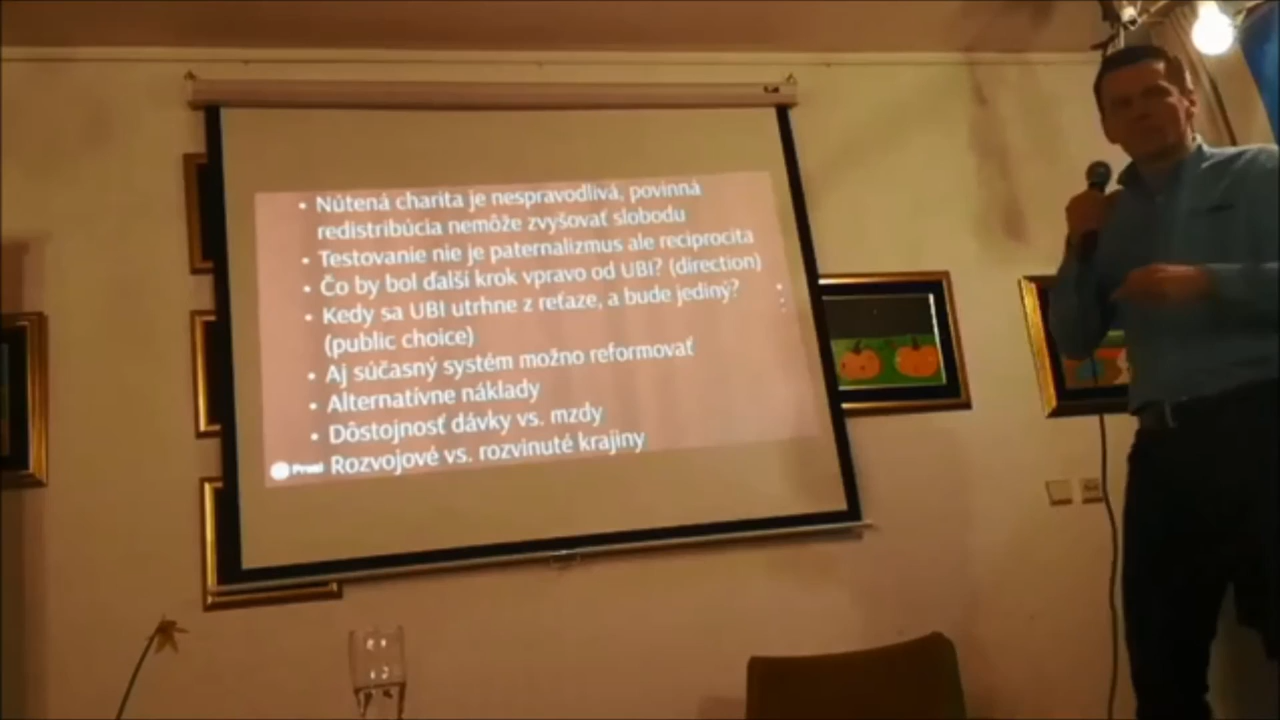 • Nútená charita je nespravodlivá, povinná
redistribúcia nemôže zvyšovať slobodu
• Testovanie nie je paternalizmus ale reciprocita
• Čo by bol ďalší krok vpravo od UBI? (direction)
• Kedy sa UBI utrhne z reťaze, a bude jediný?
(public choice)
• Aj súčasný systém možno reformovať
• Alternatívne náklady
• Dôstojnosť dávky vs. mzdy
Prezi Rozvojové vs. rozvinuté krajiny